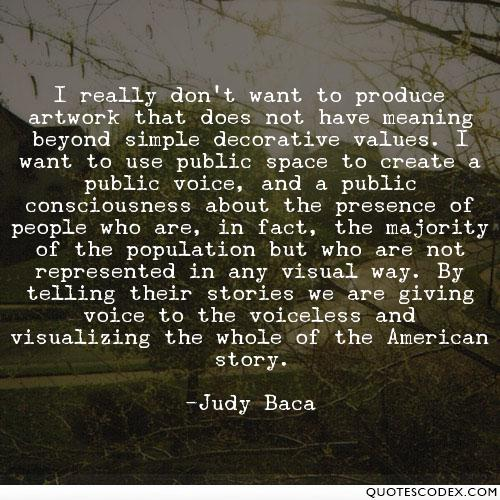 I really don't want to produce
artwork that does not have meaning
beyond simple decorative values. I
want to use public space to create a
public voice, and a public
consciousness about the presence of
people who are, in fact, the majority
of the population but who are not
represented in any visual way. By
telling their stories we are giving
voice to the voiceless and
visualizing the whole of the American
story.
-Judy Baca
QUOTESCODEX.COM